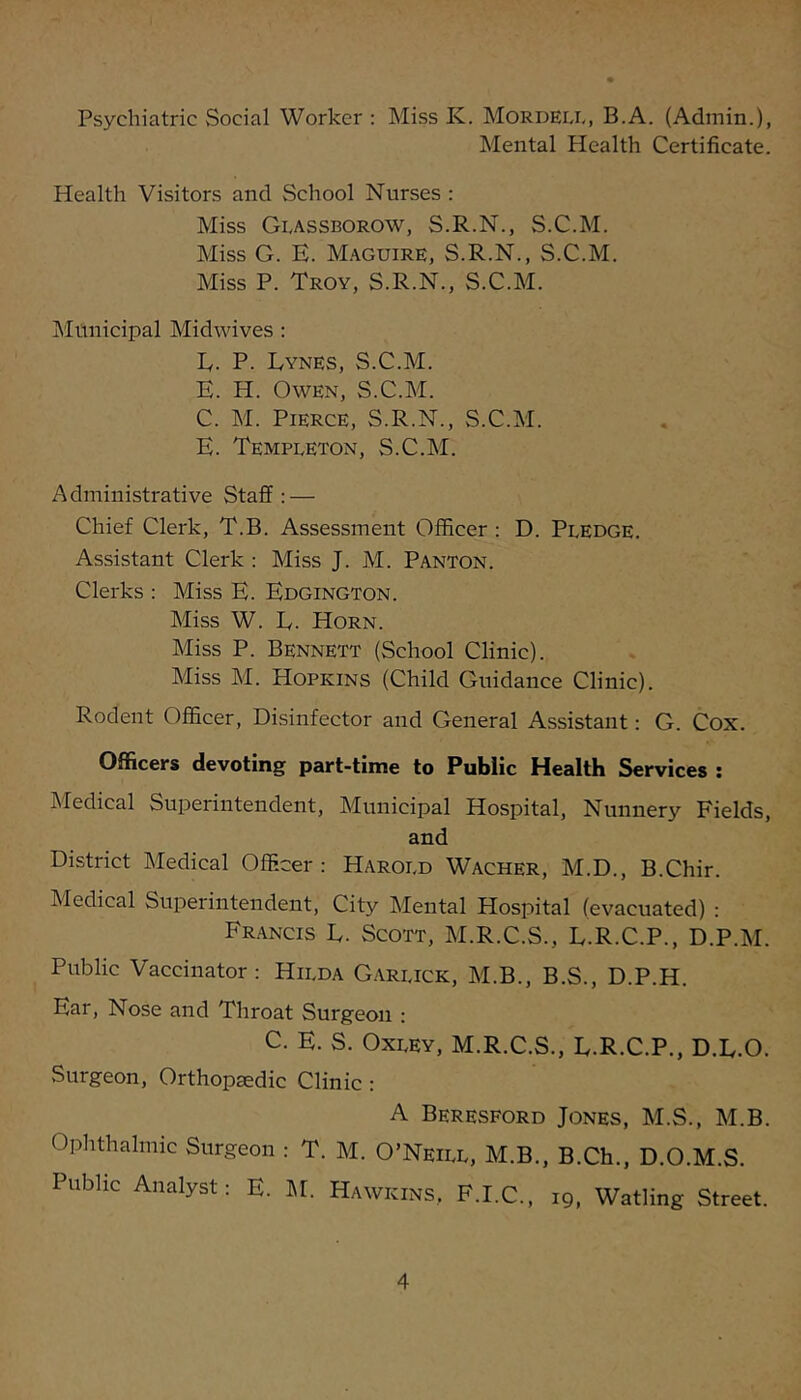 Psychiatric Social Worker : Miss K. Mordell, B.A. (Admin.),
Mental Health Certificate.
Health Visitors and School Nurses :
Miss Glassborow, S.R.N., S.C.M.
Miss G. E. Maguire, S.R.N., S.C.M.
Miss P. Troy, S.R.N., S.C.M.
Municipal Midwives :
L. P. Lynes, S.C.M.
E. H. Owen, S.C.M.
C. M. Pierce, S.R.N., S.C.M.
E. Templeton, S.C.M.
Administrative Staff : —
Chief Clerk, T.B. Assessment Officer : D. Pledge.
Assistant Clerk : Miss J. M. Panton.
Clerks : Miss E. Edgington.
Miss W. L. Horn.
Miss P. Bennett (School Clinic).
Miss M. Hopkins (Child Guidance Clinic).
Rodent Officer, Disinfector and General Assistant : G. Cox.
Officers devoting part-time to Public Health Services :
Medical Superintendent, Municipal Hospital, Nunnery Fields,
and
District Medical Officer : Harold Wacher, M.D., B.Chir.
Medical Superintendent, City Mental Hospital (evacuated) :
Francis L. Scott, M.R.C.S., L.R.C.P., D.P.M.
Public Vaccinator : Hilda Garlick, M.B., B.S., D.P.H.
Ear, Nose and Throat Surgeon :
C. E. S. Oxley, M.R.C.S., L.R.C.P., D.L.O.
Surgeon, Orthopædic Clinic :
A Beresford Jones, M.S., M.B.
Ophthalmic Surgeon : T. M. O'Neill, M.B., B.Ch., D.O.M.S.
Public Analyst : E. M. Hawkins, F.I.C., 19, Watling Street.
4